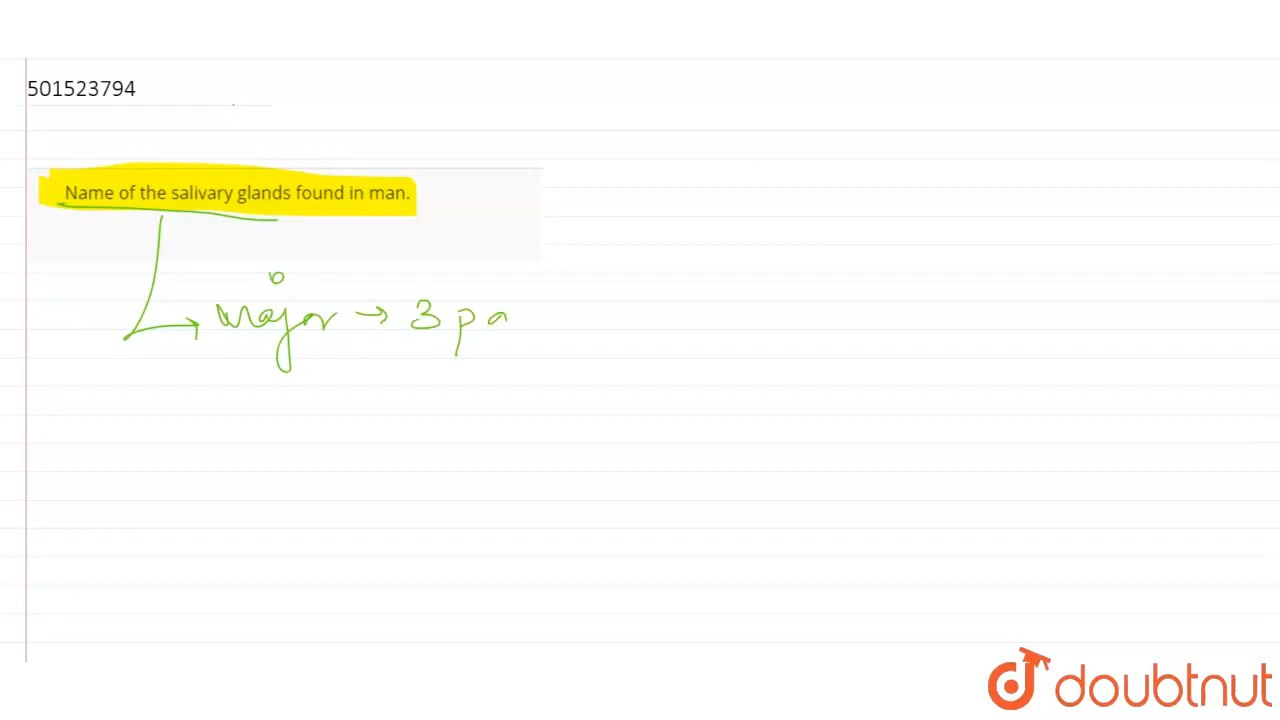 501523794
Name of the salivary glands found in man.
Major → 3 pa
doubtnut